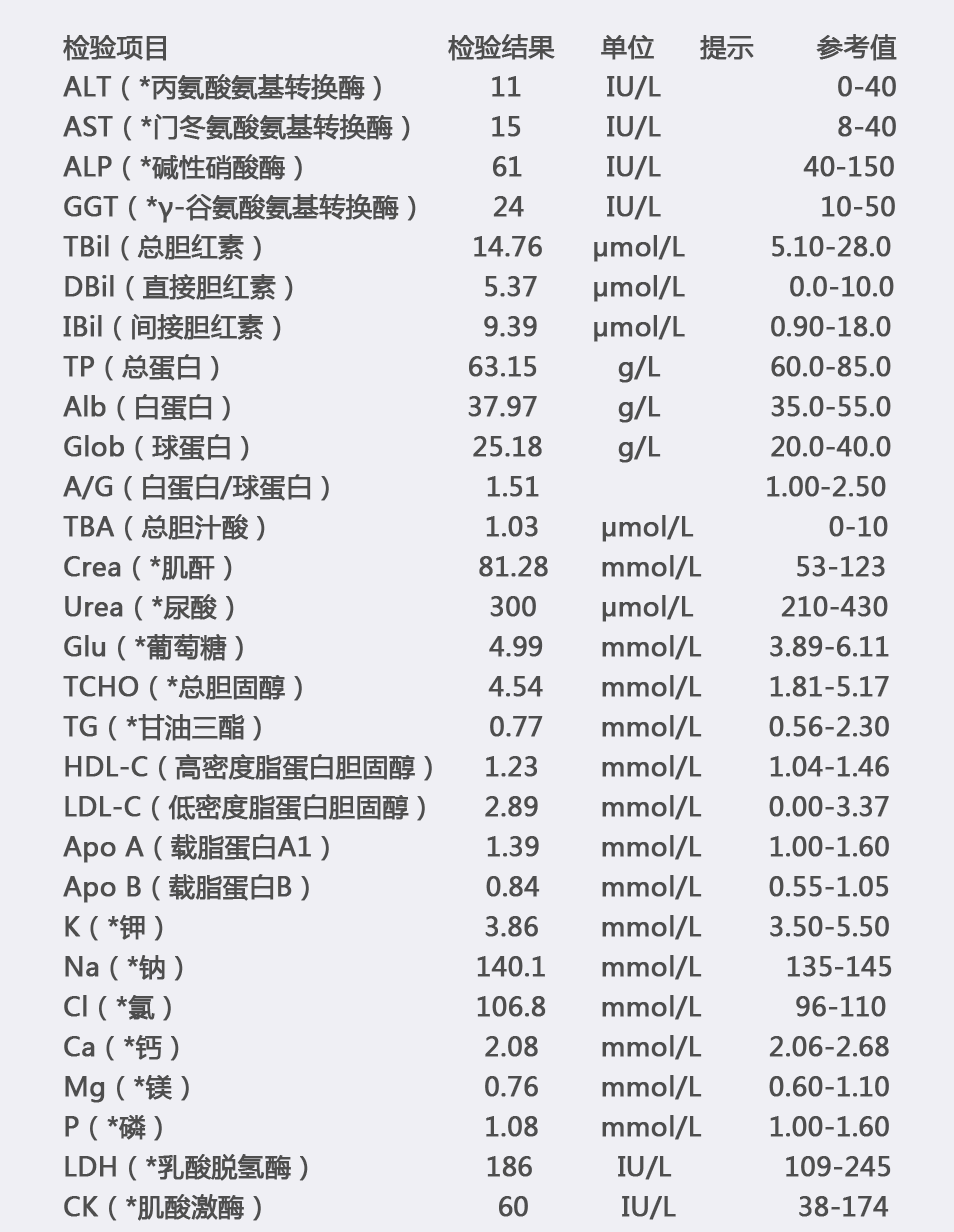 检验项目 检验结果 单位 提示 参考值
ALT（*丙氨酸氨基转换酶） 11 IU/L 0-40
AST（*门冬氨酸氨基转换酶） 15 IU/L 8-40
ALP（*碱性硝酸酶） 61 IU/L 40-150
GGT（*γ-谷氨酸氨基转换酶） 24 IU/L 10-50
TBil（总胆红素） 14.76 μmol/L 5.10-28.0
DBil（直接胆红素） 5.37 μmol/L 0.0-10.0
IBil（间接胆红素） 9.39 μmol/L 0.90-18.0
TP（总蛋白） 63.15 g/L 60.0-85.0
Alb（白蛋白） 37.97 g/L 35.0-55.0
Glob（球蛋白） 25.18 g/L 20.0-40.0
A/G（白蛋白/球蛋白） 1.51 1.00-2.50
TBA（总胆汁酸） 1.03 μmol/L 0-10
Crea（*肌酐） 81.28 mmol/L 53-123
Urea（*尿酸） 300 μmol/L 210-430
Glu（*葡萄糖） 4.99 mmol/L 3.89-6.11
TCHO（*总胆固醇） 4.54 mmol/L 1.81-5.17
TG（*甘油三酯） 0.77 mmol/L 0.56-2.30
HDL-C（高密度脂蛋白胆固醇） 1.23 mmol/L 1.04-1.46
LDL-C（低密度脂蛋白胆固醇） 2.89 mmol/L 0.00-3.37
Apo A（载脂蛋白A1） 1.39 mmol/L 1.00-1.60
Apo B（载脂蛋白B） 0.84 mmol/L 0.55-1.05
K（*钾） 3.86 mmol/L 3.50-5.50
Na（*钠） 140.1 mmol/L 135-145
Cl（*氯） 106.8 mmol/L 96-110
Ca（*钙） 2.08 mmol/L 2.06-2.68
Mg（*镁） 0.76 mmol/L 0.60-1.10
P（*磷） 1.08 mmol/L 1.00-1.60
LDH（*乳酸脱氢酶） 186 IU/L 109-245
CK（*肌酸激酶） 60 IU/L 38-174